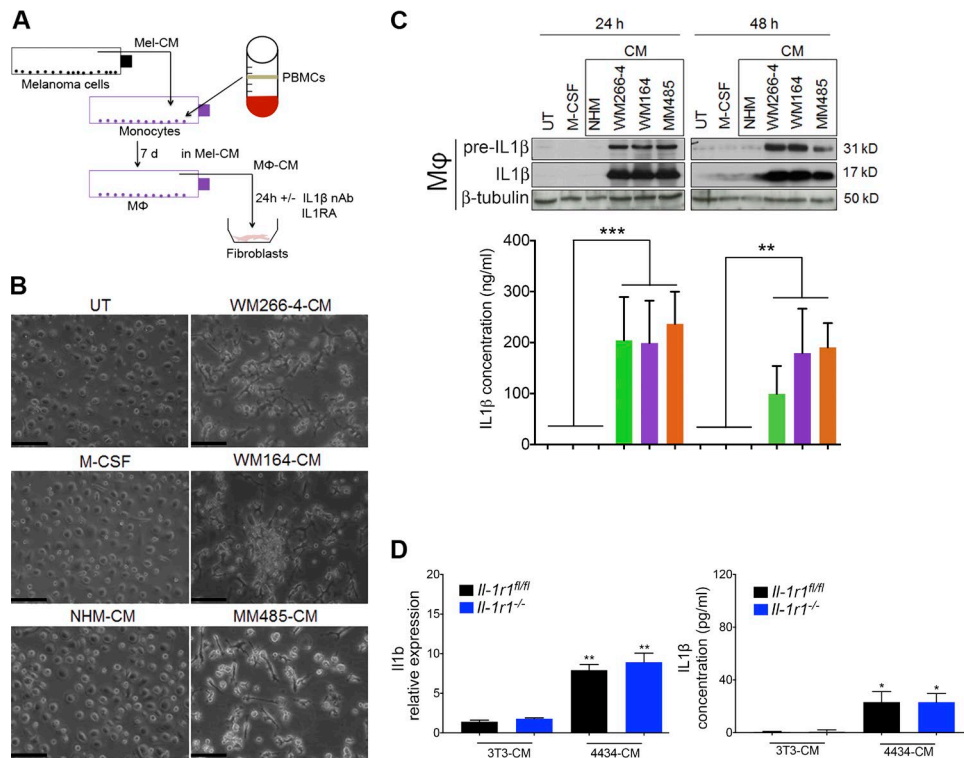 A
Mel-CM
Melanoma cells
PBMCs
Monocytes
7 d
in Mel-CM
MΦ-CM
MΦ
24h +/-
IL1β nAb
IL1RA
Fibroblasts
B
UT
WM266-4-CM
M-CSF
WM164-CM
NHM-CM
MM485-CM
C
24 h
48 h
CM
CM
UT
M-CSF
NHM
WM266-4
WM164
MM485
UT
M-CSF
NHM
WM266-4
WM164
MM485
Mφ
pre-IL1β
31 kD
IL1β
17 kD
β-tubulin
50 kD
IL1β concentration (ng/ml)
400
300
200
100
0
***
**
D
Il1b
relative expression
20
15
10
5
0
Il-1r1fl/fl
Il-1r1-/-
**
**
3T3-CM
4434-CM
IL1β
concentration (pg/ml)
120
90
60
30
0
Il-1r1fl/fl
Il-1r1-/-
*
*
3T3-CM
4434-CM